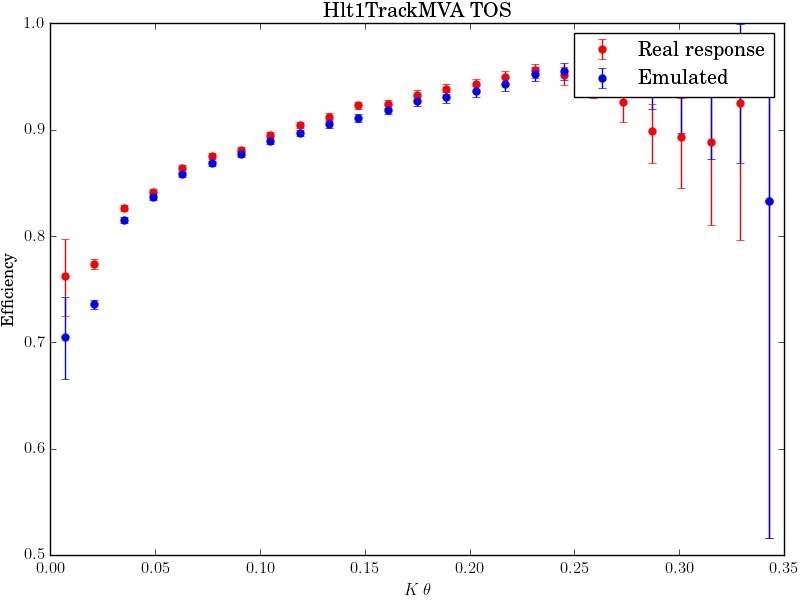 Hlt1TrackMVA TOS
Real response
Emulated
Efficiency
1.0
0.9
0.8
0.7
0.6
0.5
0.00 0.05 0.10 0.15 0.20 0.25 0.30 0.35
K θ